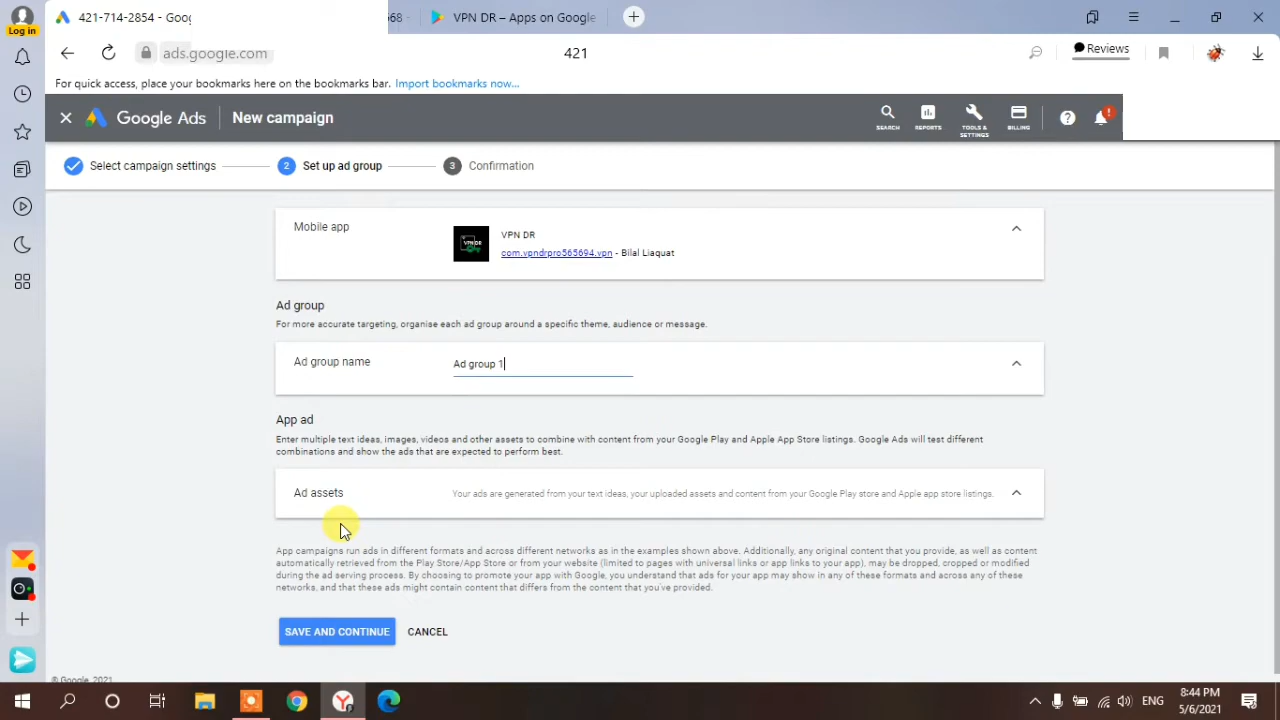 421-714-2854 - Goog
68 -
VPN DR – Apps on Google
Log in
ads.google.com
421
Reviews
For quick access, place your bookmarks here on the bookmarks bar. Import bookmarks now...
Google Ads
New campaign
SEARCH
REPORTS
TOOLS & SETTINGS
BILLING
?
!
Select campaign settings
2 Set up ad group
3 Confirmation
Mobile app
VPN DR
VPN DR
com.vpndrpro565694.vpn - Bilal Liaquat
Ad group
For more accurate targeting, organise each ad group around a specific theme, audience or message.
Ad group name
Ad group 1
App ad
Enter multiple text ideas, images, videos and other assets to combine with content from your Google Play and Apple App Store listings. Google Ads will test different
combinations and show the ads that are expected to perform best.
Ad assets
Your ads are generated from your text ideas, your uploaded assets and content from your Google Play store and Apple app store listings.
App campaigns run ads in different formats and across different networks as in the examples shown above. Additionally, any original content that you provide, as well as content
automatically retrieved from the Play Store/App Store or from your website (limited to pages with universal links or app links to your app), may be dropped, cropped or modified
during the ad serving process. By choosing to promote your app with Google, you understand that ads for your app may show in any of these formats and across any of these
networks, and that these ads might contain content that differs from the content that you've provided.
SAVE AND CONTINUE
CANCEL
© Google, 2021
ENG
8:44 PM
5/6/2021